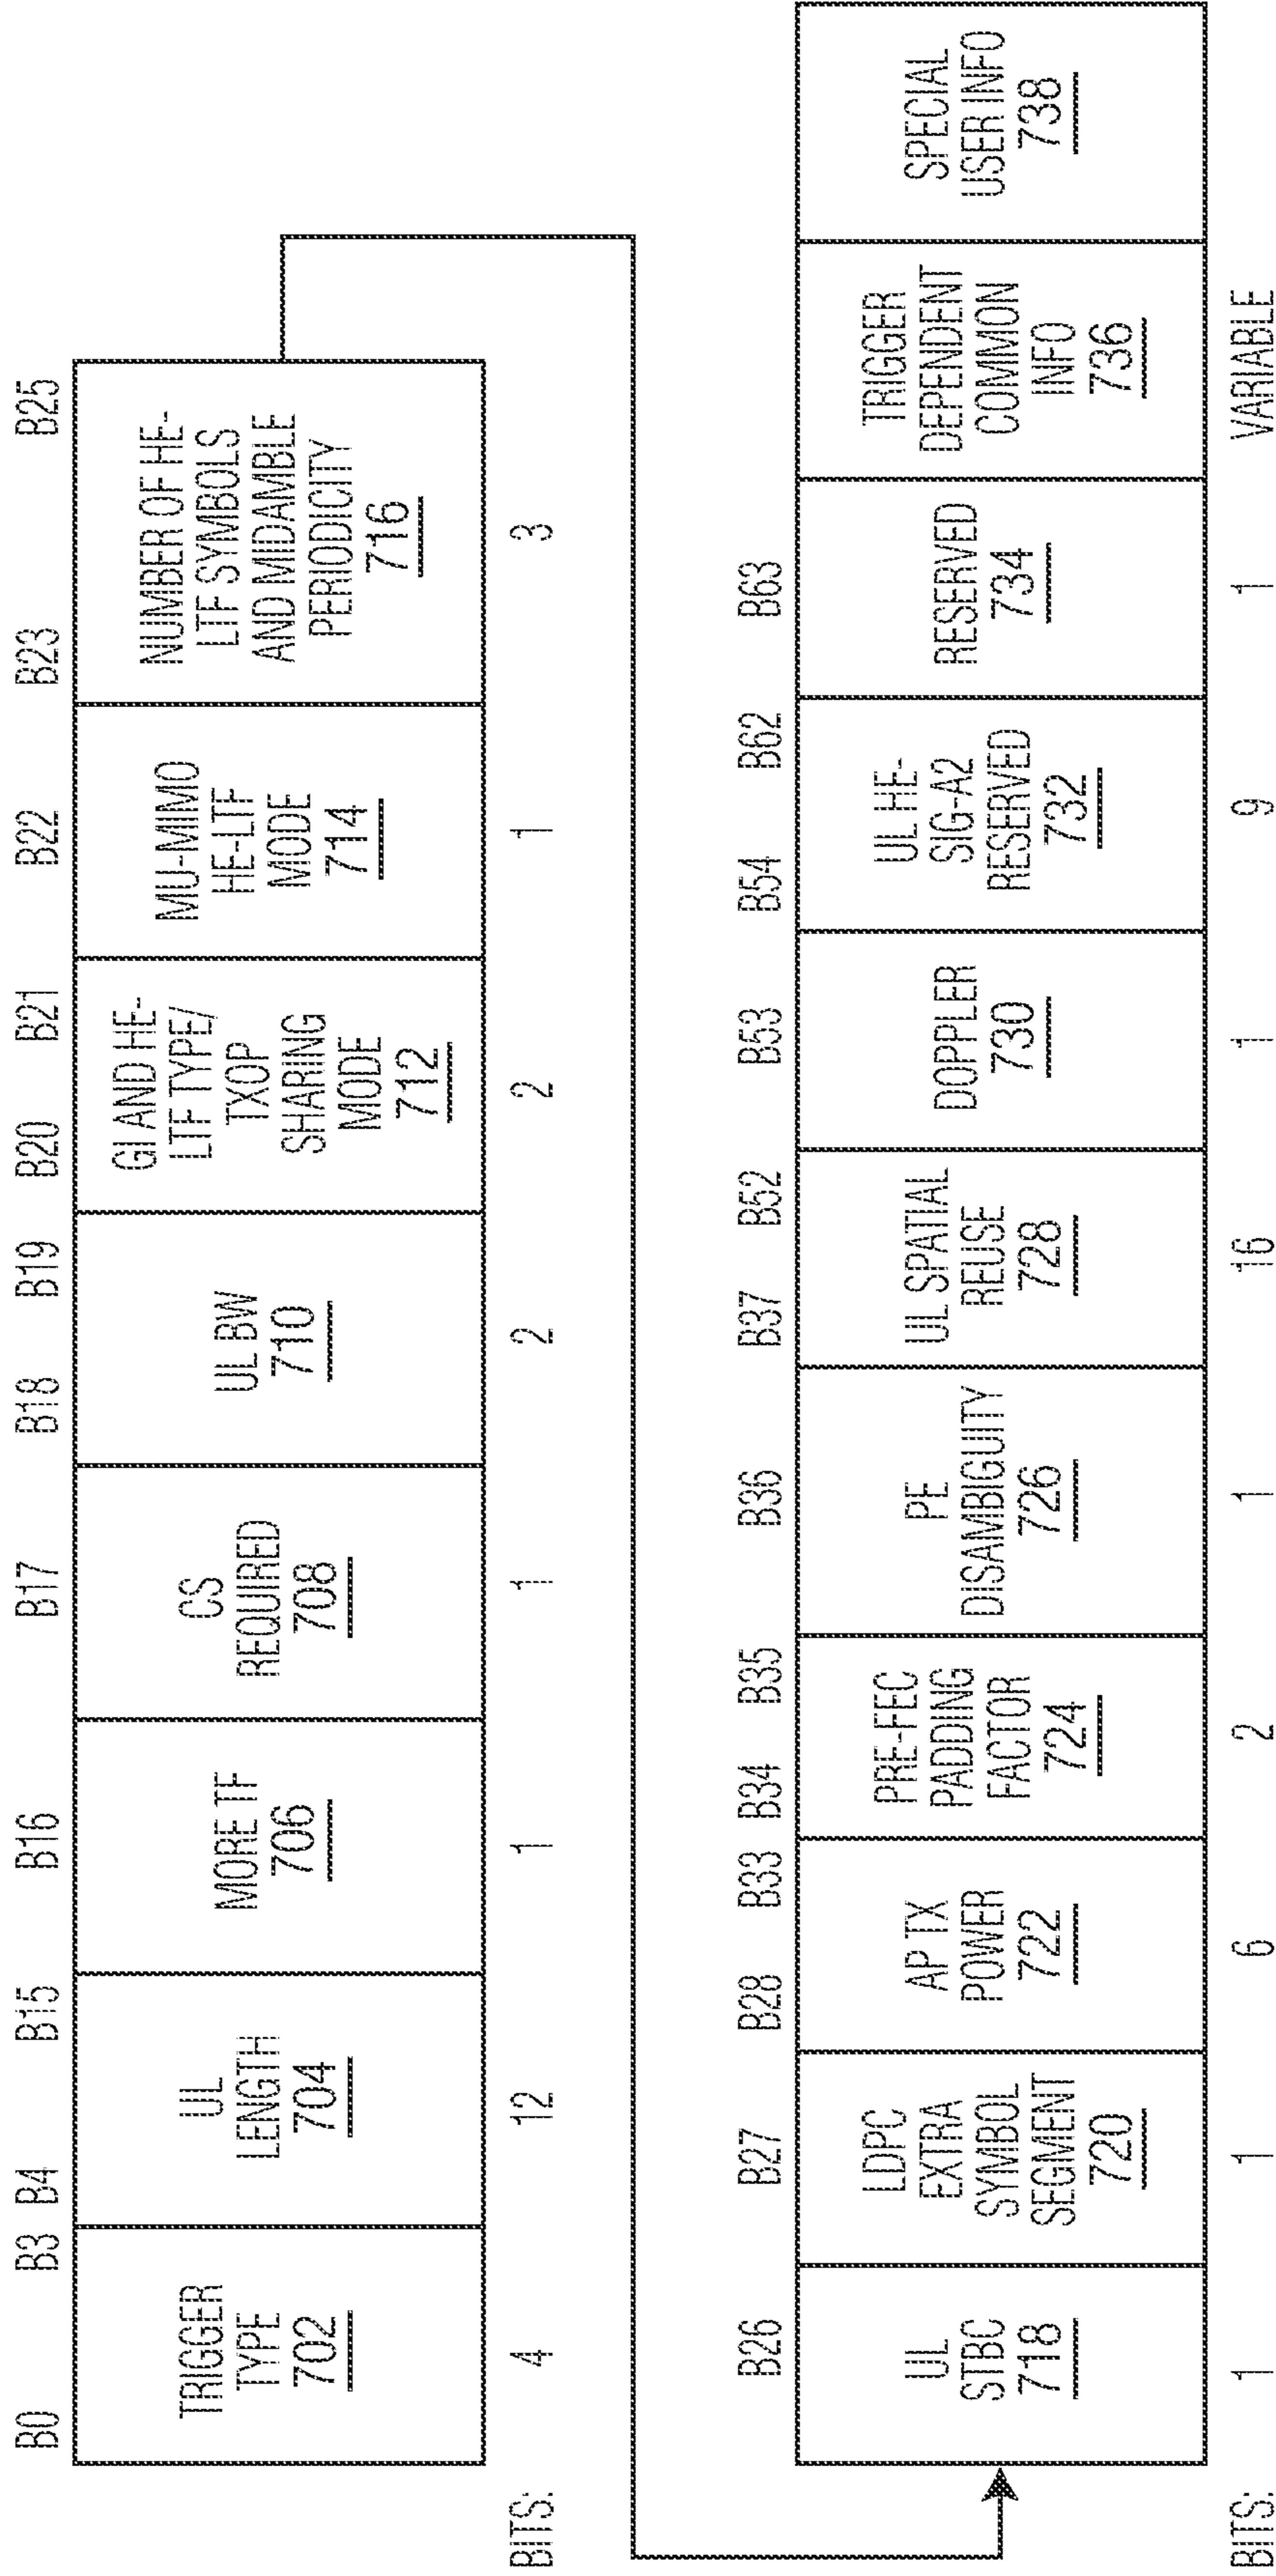 B0 B3 B4 B15 B16 B17 B18 B19 B20 B21 B22 B23 B25
TRIGGER
TYPE
702
UL
LENGTH
704
MORE TF
706
CS
REQUIRED
708
UL BW
710
GI AND HE-
LTF TYPE/
TXOP
SHARING
MODE
712
MU-MIMO
HE-LTF
MODE
714
NUMBER OF HE-
LTF SYMBOLS
AND MIDAMBLE
PERIODICITY
716
BITS: 4 12 1 1 2 2 1 3
B26 B27 B28 B33 B34 B35 B36 B37 B52 B53 B54 B62 B63
UL
STBC
718
LDPC
EXTRA
SYMBOL
SEGMENT
720
AP TX
POWER
722
PRE-FEC
PADDING
FACTOR
724
PE
DISAMBIGUITY
726
UL SPATIAL
REUSE
728
DOPPLER
730
UL HE-
SIG-A2
RESERVED
732
RESERVED
734
TRIGGER
DEPENDENT
COMMON
INFO
736
SPECIAL
USER INFO
738
BITS: 1 1 6 2 1 16 1 9 1 VARIABLE